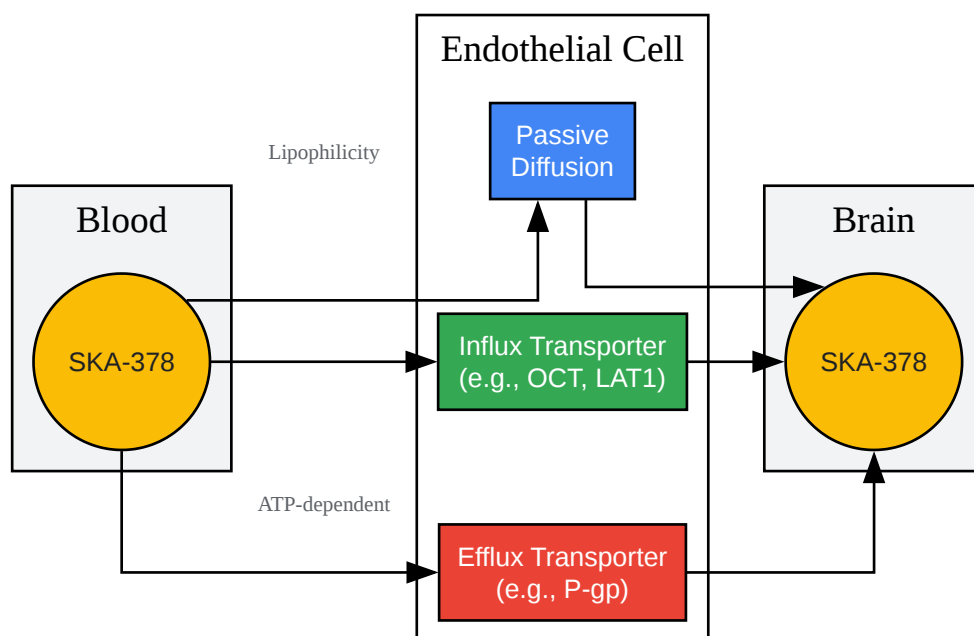 Endothelial Cell
Passive
Diffusion
Lipophilicity
Blood
Brain
SKA-378
Influx Transporter
(e.g., OCT, LAT1)
SKA-378
ATP-dependent
Efflux Transporter
(e.g., P-gp)